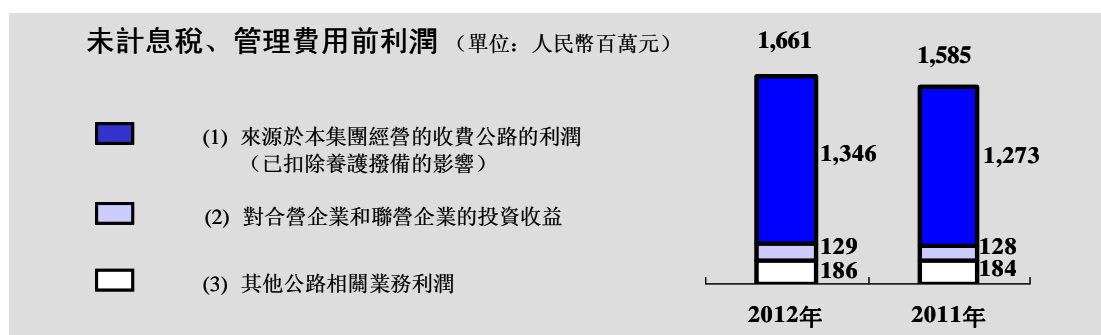 未計息稅、管理費用前利潤（單位：人民幣百萬元）
(1) 來源於本集團經營的收費公路的利潤
（已扣除養護撥備的影響）
(2) 對合營企業和聯營企業的投資收益
(3) 其他公路相關業務利潤
1,661
1,585
1,346
1,273
129
128
186
184
2012年
2011年